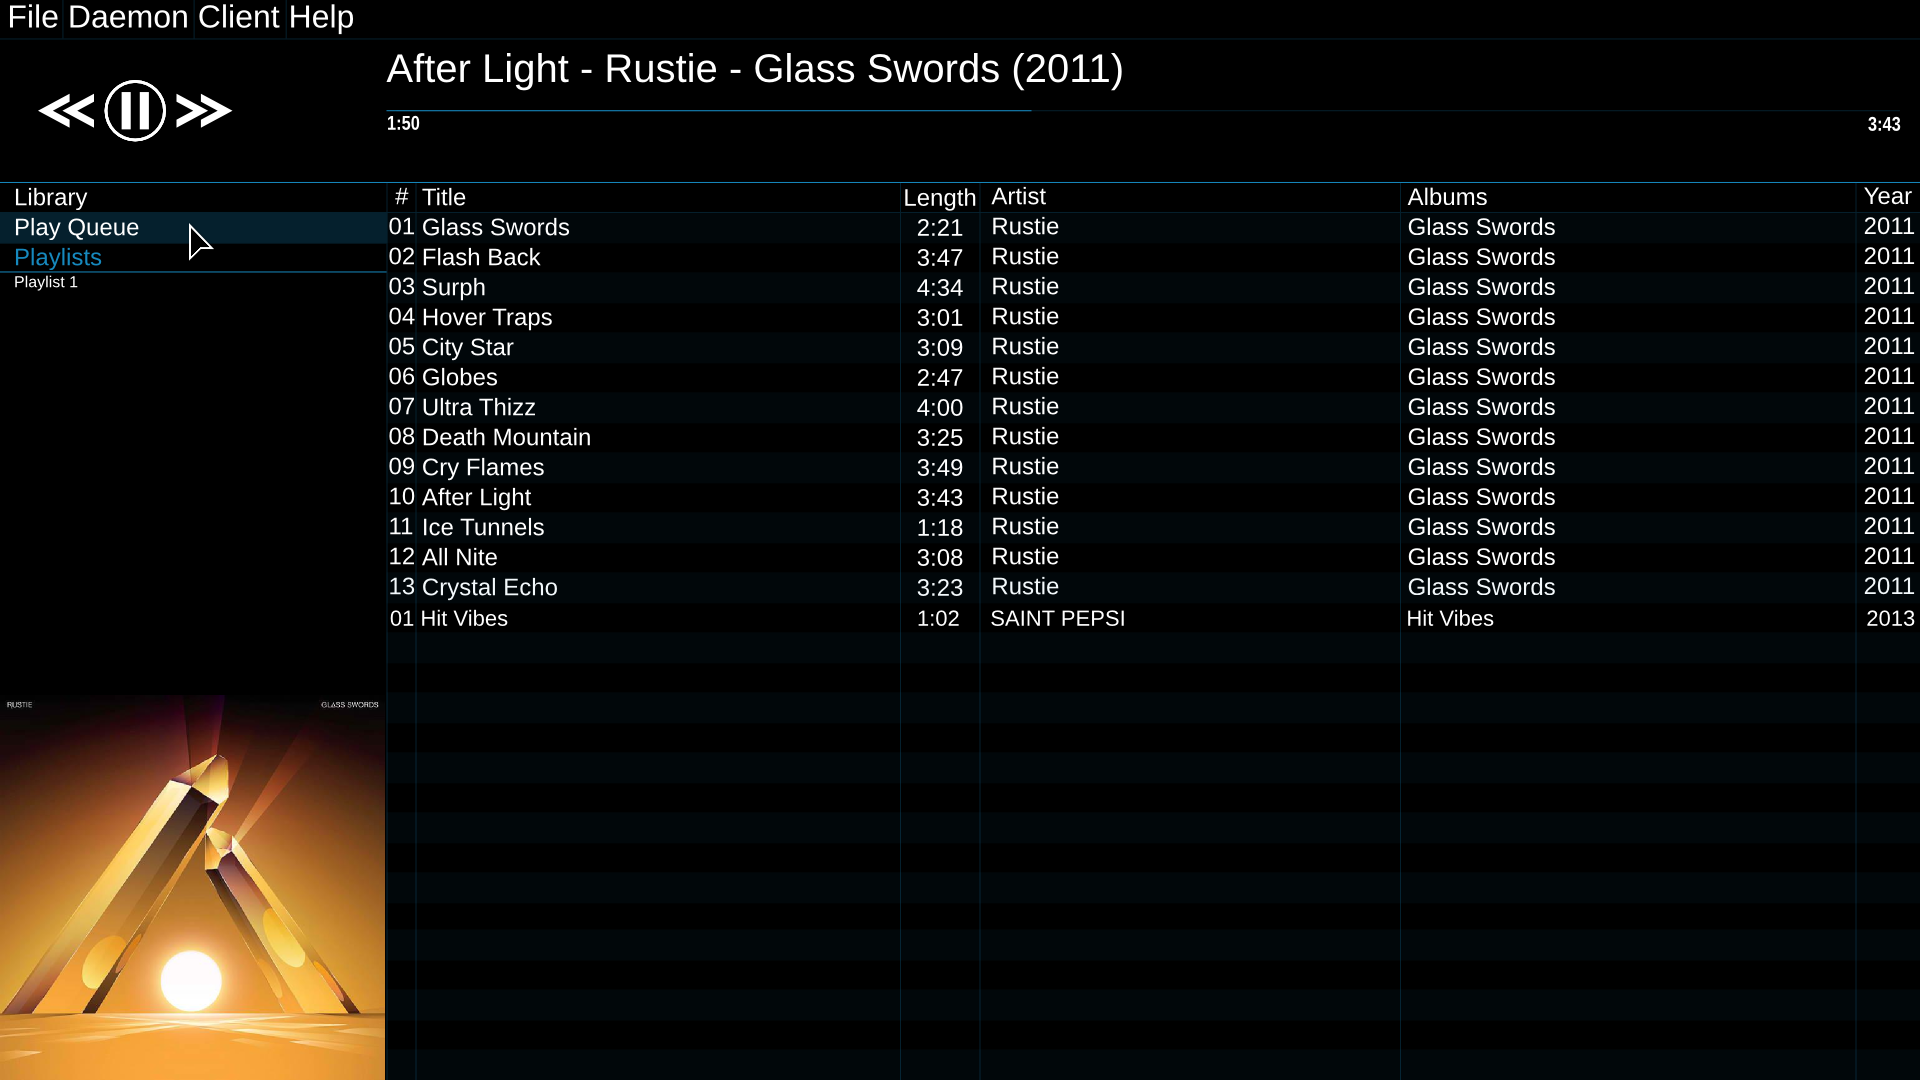 File Daemon Client Help
After Light - Rustie - Glass Swords (2011)
1:50 3:43
Library
Play Queue
Playlists
Playlist 1
# Title Length Artist Albums Year
01 Glass Swords 2:21 Rustie Glass Swords 2011
02 Flash Back 3:47 Rustie Glass Swords 2011
03 Surph 4:34 Rustie Glass Swords 2011
04 Hover Traps 3:01 Rustie Glass Swords 2011
05 City Star 3:09 Rustie Glass Swords 2011
06 Globes 2:47 Rustie Glass Swords 2011
07 Ultra Thizz 4:00 Rustie Glass Swords 2011
08 Death Mountain 3:25 Rustie Glass Swords 2011
09 Cry Flames 3:49 Rustie Glass Swords 2011
10 After Light 3:43 Rustie Glass Swords 2011
11 Ice Tunnels 1:18 Rustie Glass Swords 2011
12 All Nite 3:08 Rustie Glass Swords 2011
13 Crystal Echo 3:23 Rustie Glass Swords 2011
01 Hit Vibes 1:02 SAINT PEPSI Hit Vibes 2013
RUSTIE GLASS SWORDS